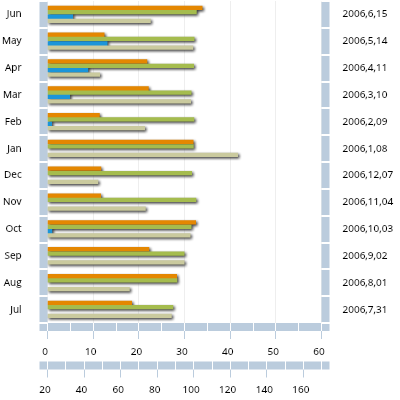 Jun 2006,6,15
May 2006,5,14
Apr 2006,4,11
Mar 2006,3,10
Feb 2006,2,09
Jan 2006,1,08
Dec 2006,12,07
Nov 2006,11,04
Oct 2006,10,03
Sep 2006,9,02
Aug 2006,8,01
Jul 2006,7,31
0 10 20 30 40 50 60
20 40 60 80 100 120 140 160